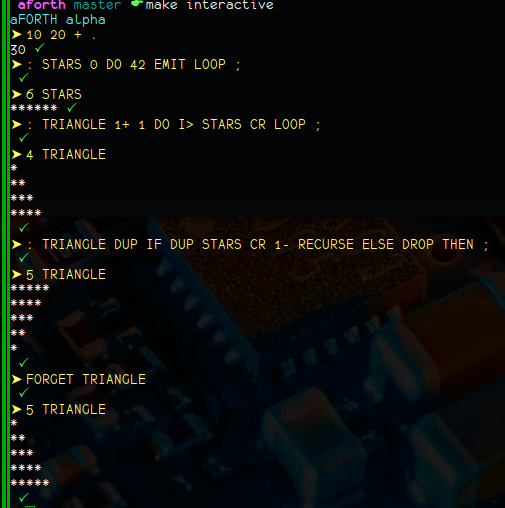 aforth master ☛make interactive
aFORTH alpha
➤ 10 20 + .
30 ✓
➤ : STARS 0 DO 42 EMIT LOOP ;
✓
➤ 6 STARS
****** ✓
➤ : TRIANGLE 1+ 1 DO I> STARS CR LOOP ;
✓
➤ 4 TRIANGLE
*
**
***
****
✓
➤ : TRIANGLE DUP IF DUP STARS CR 1- RECURSE ELSE DROP THEN ;
✓
➤ 5 TRIANGLE
*****
****
***
**
*
✓
➤ FORGET TRIANGLE
✓
➤ 5 TRIANGLE
*
**
***
****
*****
✓